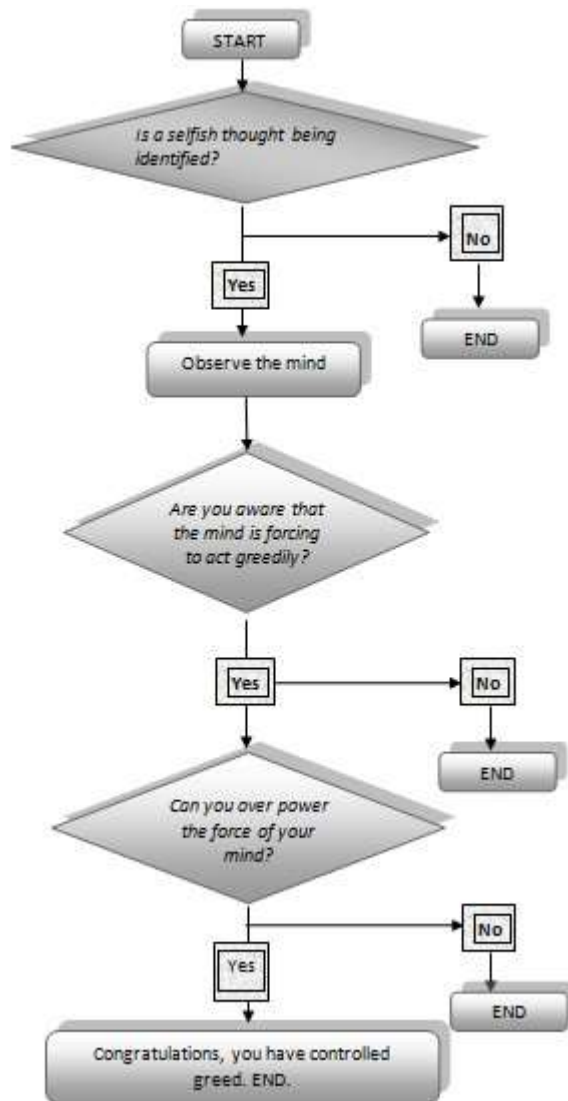 START
Is a selfish thought being
identified?
No
Yes
END
Observe the mind
Are you aware that
the mind is forcing
to act greedily?
Yes
No
END
Can you over power
the force of your
mind?
No
Yes
END
Congratulations, you have controlled
greed. END.